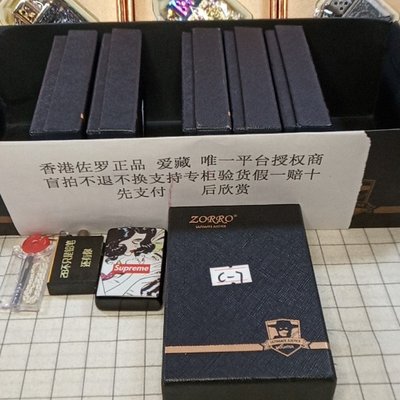 香港佐罗正品 爱藏 唯一平台授权商
盲拍不退不换支持专柜验货假一赔十
先支付 后欣赏
ZORRO
ULTIMATE JUSTICE
C-7
Supreme